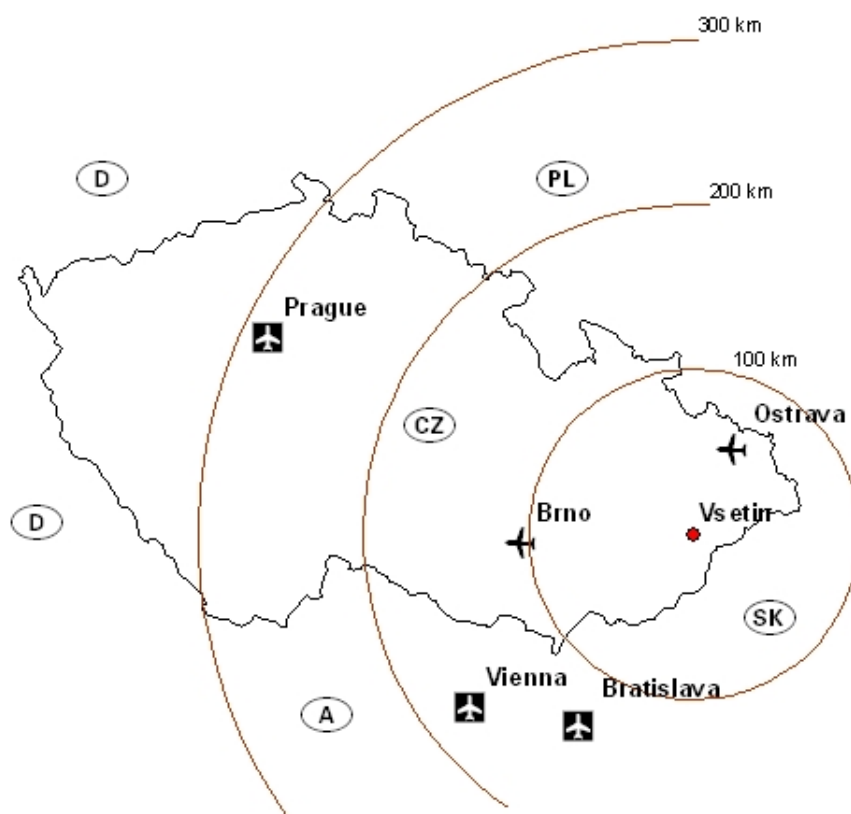 300 km
D
PL
200 km
Prague
100 km
CZ
Ostrava
D
Brno
Vsetin
SK
Vienna
Bratislava
A